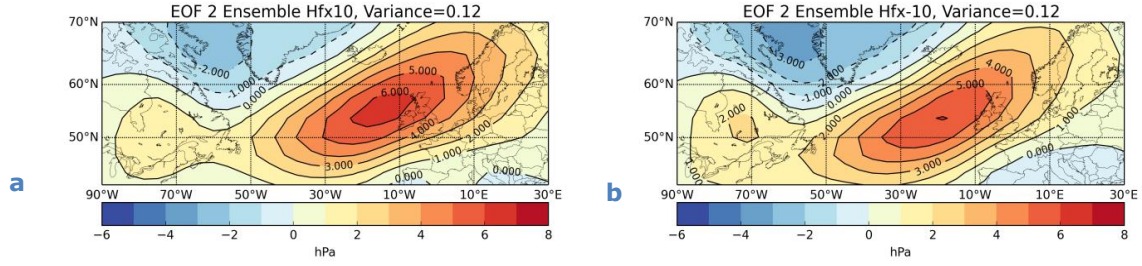 EOF 2 Ensemble Hfx10, Variance=0.12
70°N
60°N
50°N
-2.000
-1.000
0.000
5.000
6.000
4.000
3.000
2.000
1.000
0.000
0.000
90°W 70°W 50°W 30°W 10°W 10°E 30°E
−6 −4 −2 0 2 4 6 8
hPa
a
EOF 2 Ensemble Hfx-10, Variance=0.12
70°N
60°N
50°N
-3.000
-2.000
-1.000
0.000
4.000
5.000
2.000
2.000
3.000
1.000
0.000
1.000
90°W 70°W 50°W 30°W 10°W 10°E 30°E
−6 −4 −2 0 2 4 6 8
hPa
b